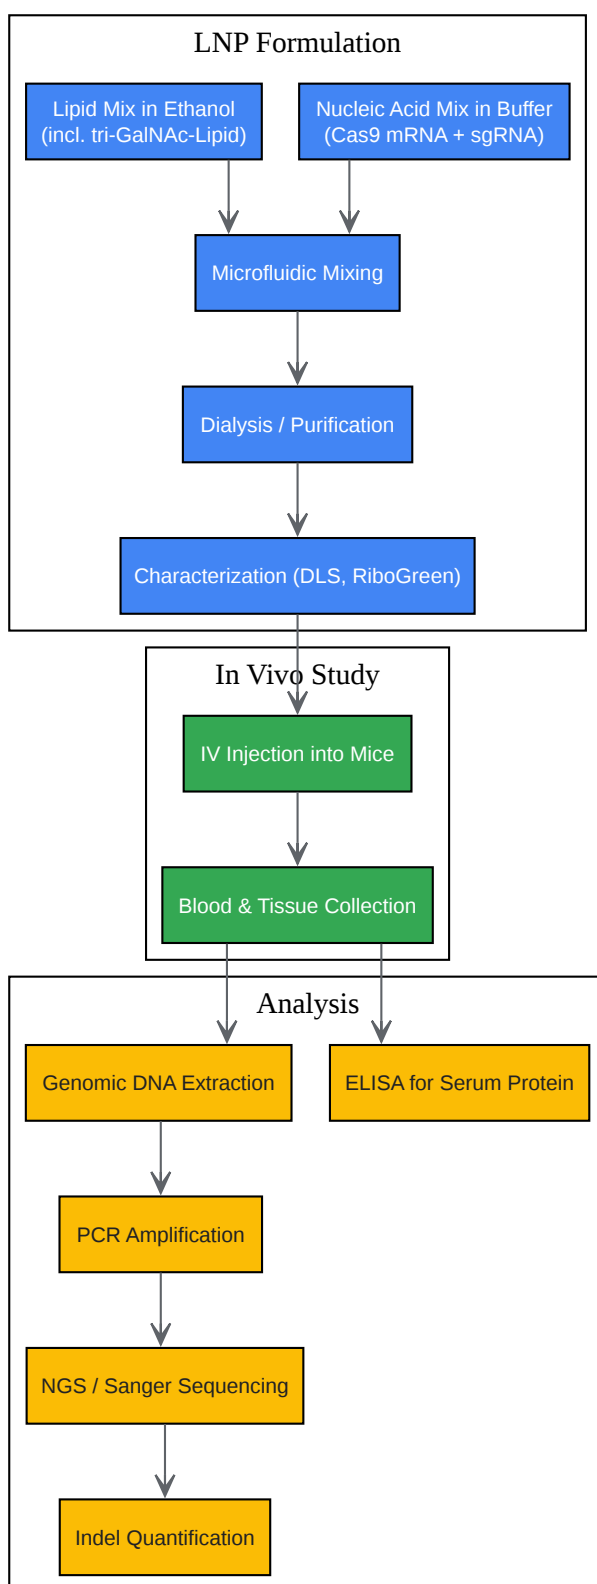 LNP Formulation
Lipid Mix in Ethanol
(incl. tri-GalNAc-Lipid)
Nucleic Acid Mix in Buffer
(Cas9 mRNA + sgRNA)
Microfluidic Mixing
Dialysis / Purification
Characterization (DLS, RiboGreen)
In Vivo Study
IV Injection into Mice
Blood & Tissue Collection
Analysis
Genomic DNA Extraction
ELISA for Serum Protein
PCR Amplification
NGS / Sanger Sequencing
Indel Quantification